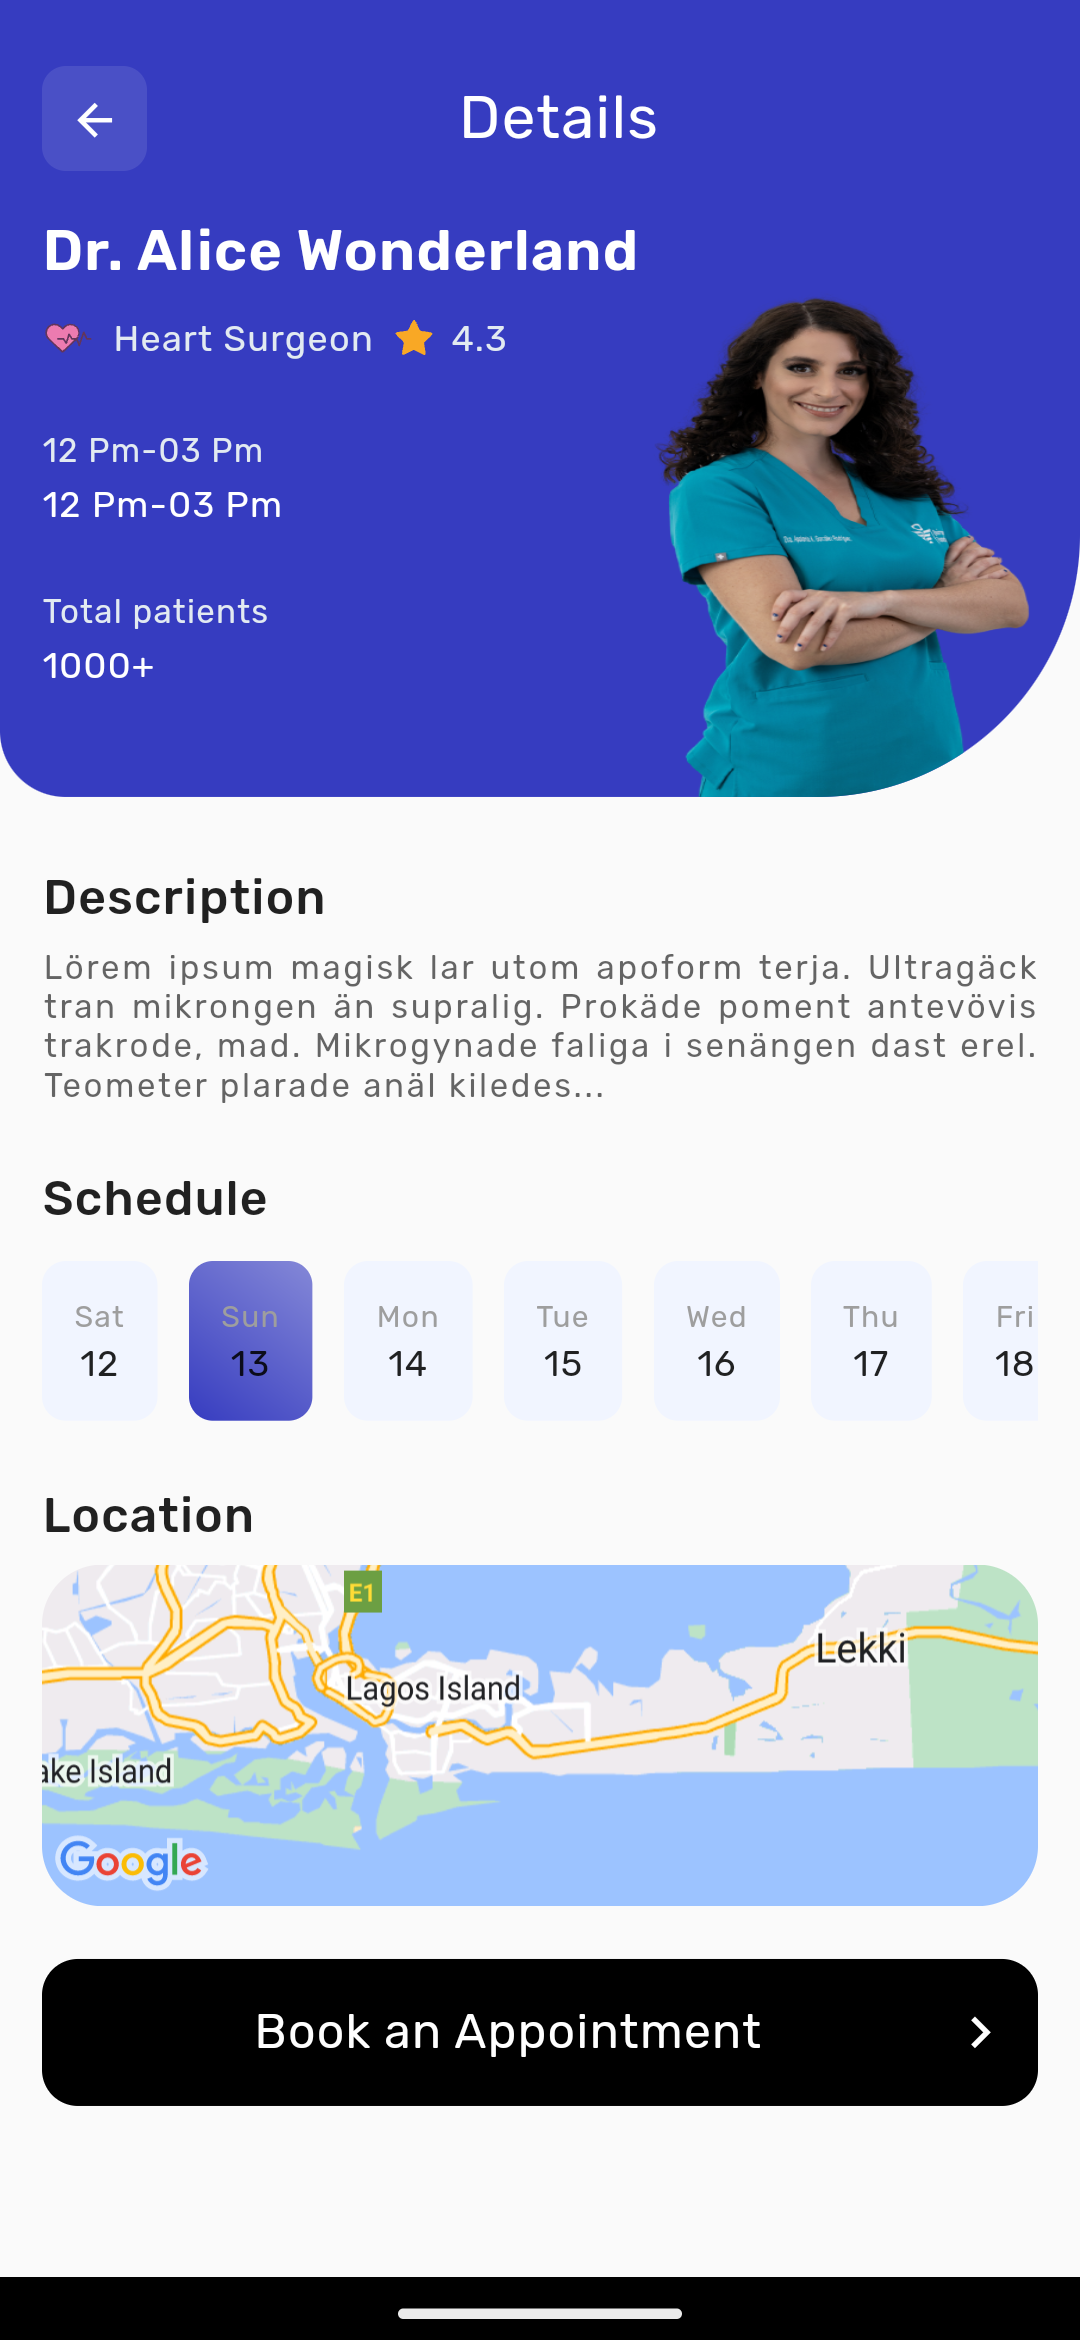 Details
Dr. Alice Wonderland
Heart Surgeon 4.3
12 Pm-03 Pm
12 Pm-03 Pm
Total patients
1000+
Description
Lörem ipsum magisk lar utom apoform terja. Ultragäck
tran mikrongen än supralig. Prokäde poment antevövis
trakrode, mad. Mikrogynade faliga i senängen dast erel.
Teometer plarade anäl kiledes...
Schedule
Sat Sun Mon Tue Wed Thu Fri
12 13 14 15 16 17 18
Location
E1
Lekki
Lagos Island
ake Island
Google
Book an Appointment